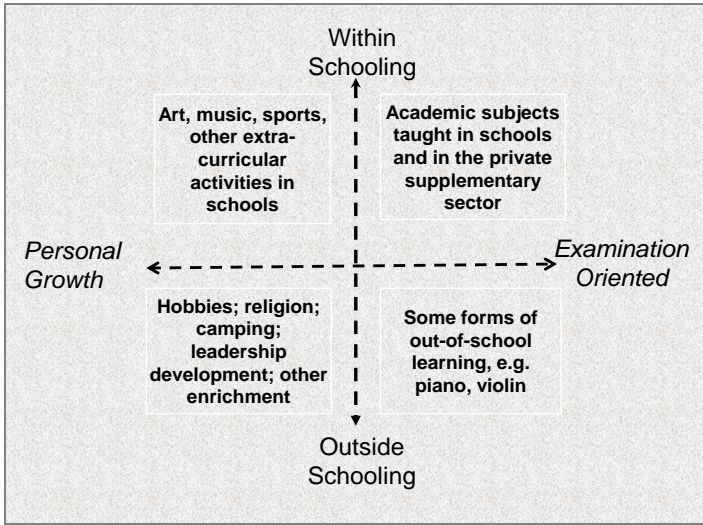 Within
Schooling
Art, music, sports,
other extra-
curricular
activities in
schools
Academic subjects
taught in schools
and in the private
supplementary
sector
Personal
Growth
Examination
Oriented
Hobbies; religion;
camping;
leadership
development; other
enrichment
Some forms of
out-of-school
learning, e.g.
piano, violin
Outside
Schooling